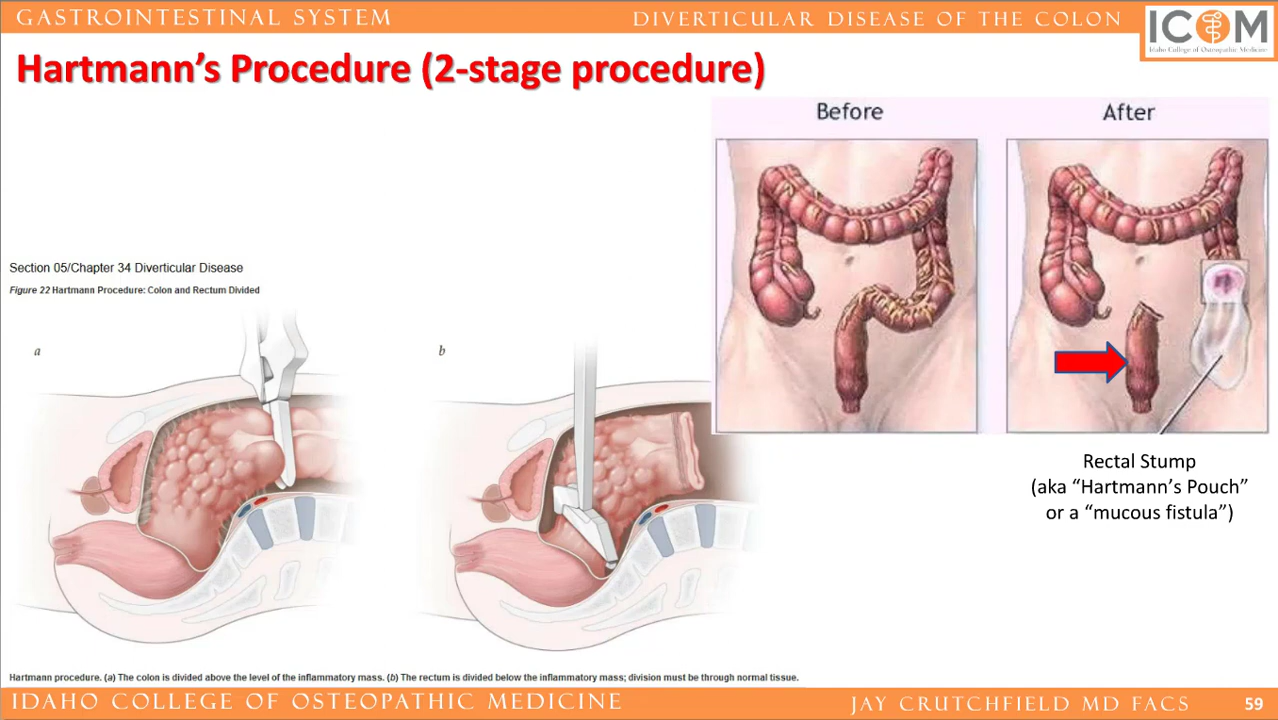 GASTROINTESTINAL SYSTEM
DIVERTICULAR DISEASE OF THE COLON
ICOM
Idaho College of Osteopathic Medicine
Hartmann's Procedure (2-stage procedure)
Before
After
Section 05/Chapter 34 Diverticular Disease
Figure 22 Hartmann Procedure: Colon and Rectum Divided
a
b
Rectal Stump
(aka “Hartmann’s Pouch”
or a “mucous fistula”)
Hartmann procedure. (a) The colon is divided above the level of the inflammatory mass. (b) The rectum is divided below the inflammatory mass; division must be through normal tissue.
IDAHO COLLEGE OF OSTEOPATHIC MEDICINE
JAY CRUTCHFIELD MD FACS
59